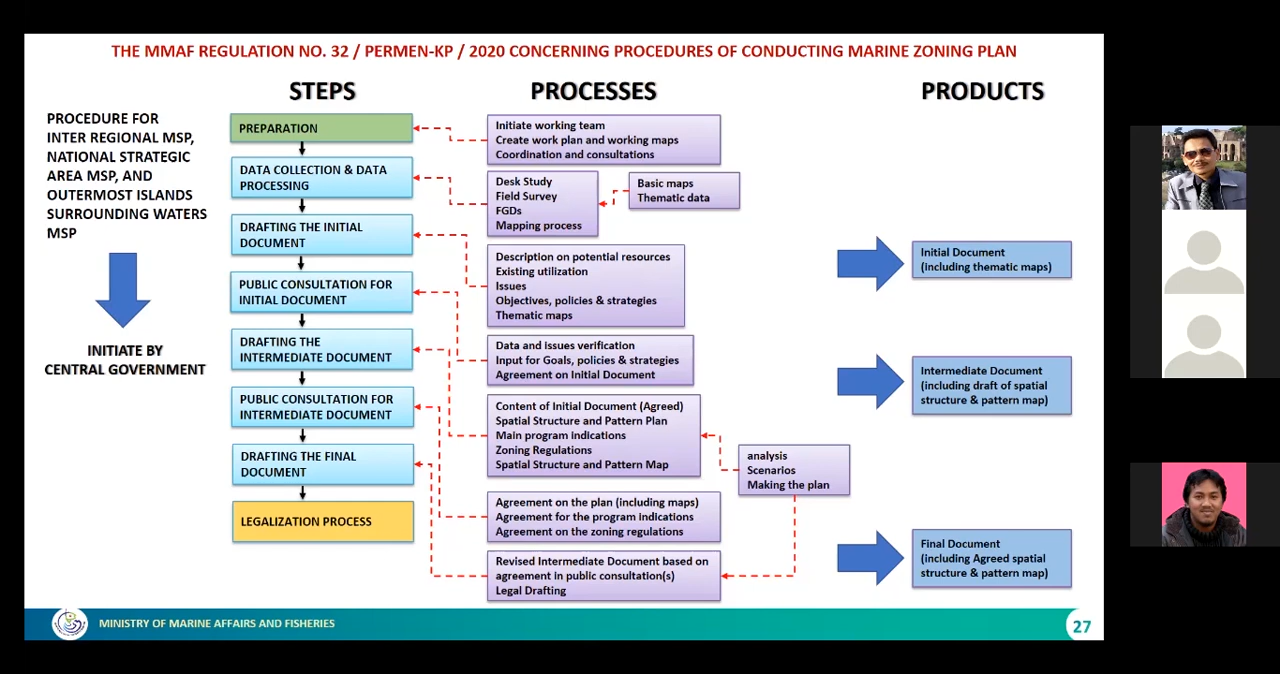 THE MMAF REGULATION NO. 32 / PERMEN-KP / 2020 CONCERNING PROCEDURES OF CONDUCTING MARINE ZONING PLAN
STEPS
PROCESSES
PRODUCTS
PROCEDURE FOR
INTER REGIONAL MSP,
NATIONAL STRATEGIC
AREA MSP, AND
OUTERMOST ISLANDS
SURROUNDING WATERS
MSP
INITIATE BY
CENTRAL GOVERNMENT
PREPARATION
DATA COLLECTION & DATA
PROCESSING
DRAFTING THE INITIAL
DOCUMENT
PUBLIC CONSULTATION FOR
INITIAL DOCUMENT
DRAFTING THE
INTERMEDIATE DOCUMENT
PUBLIC CONSULTATION FOR
INTERMEDIATE DOCUMENT
DRAFTING THE FINAL
DOCUMENT
LEGALIZATION PROCESS
Initiate working team
Create work plan and working maps
Coordination and consultations
Desk Study
Field Survey
FGDs
Mapping process
Basic maps
Thematic data
Description on potential resources
Existing utilization
Issues
Objectives, policies & strategies
Thematic maps
Data and issues verification
Input for Goals, policies & strategies
Agreement on Initial Document
Content of Initial Document (Agreed)
Spatial Structure and Pattern Plan
Main program indications
Zoning Regulations
Spatial Structure and Pattern Map
analysis
Scenarios
Making the plan
Agreement on the plan (including maps)
Agreement for the program indications
Agreement on the zoning regulations
Revised Intermediate Document based on
agreement in public consultation(s)
Legal Drafting
Initial Document
(including thematic maps)
Intermediate Document
(including draft of spatial
structure & pattern map)
Final Document
(including Agreed spatial
structure & pattern map)
MINISTRY OF MARINE AFFAIRS AND FISHERIES
27